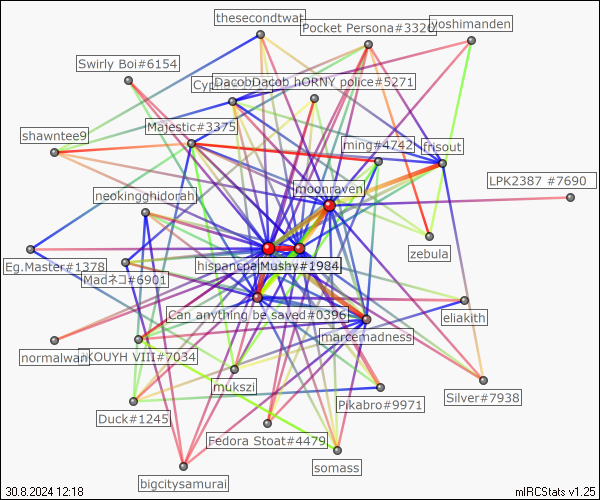 thesecondtwat
Pocket Persona#3320
yoshimanden
Swirly Boi#6154
DacobDacob hORNY police#5271
Majestic#3375
shawntee9
ming#4742
frisout
LPK2387 #7690
moonraven
neokingghidorah
zebula
Eg.Master#1378
Madネコ#6901
Mushy#1984
Can anything be saved#0396
eliakith
marcemadness
normalwan
KOUYH VIII#7034
mukszi
Silver#7938
Pikabro#9971
Duck#1245
Fedora Stoat#4479
somass
bigcitysamurai
30.8.2024 12:18
mIRCStats v1.25